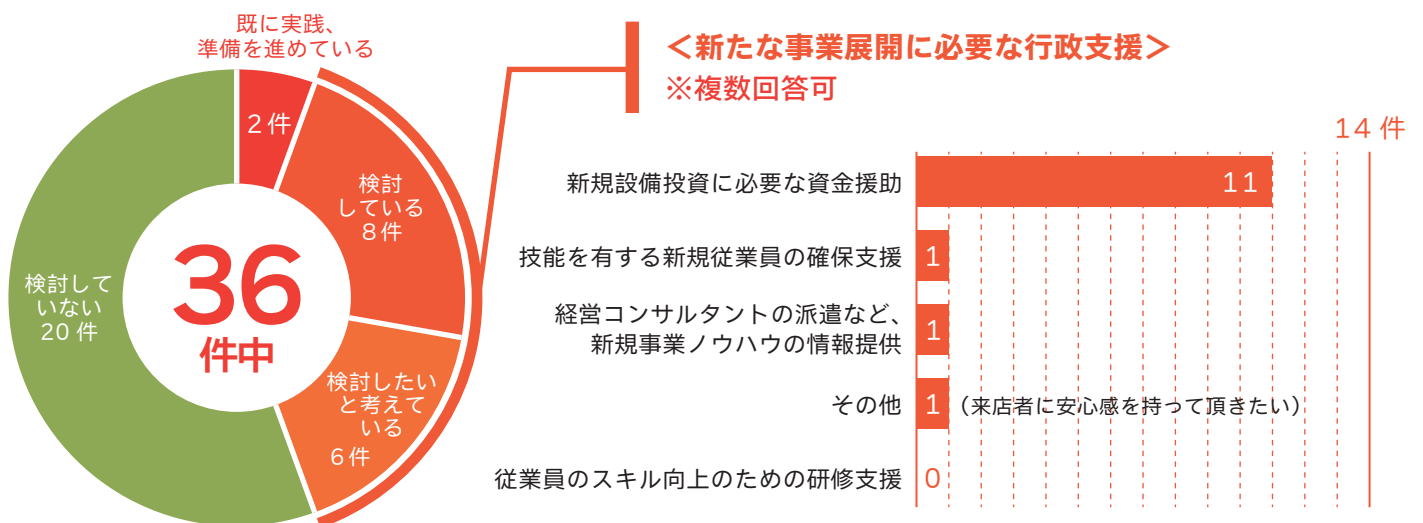 既に実践、
準備を進めている
2件
検討
している
8件
検討したい
と考えて
いる
6件
検討して
いない
20件
36
件中
＜新たな事業展開に必要な行政支援＞
※複数回答可
14件
新規設備投資に必要な資金援助
11
技能を有する新規従業員の確保支援
1
経営コンサルタントの派遣など、
新規事業ノウハウの情報提供
1
その他
1
（来店者に安心感を持って頂きたい）
従業員のスキル向上のための研修支援
0